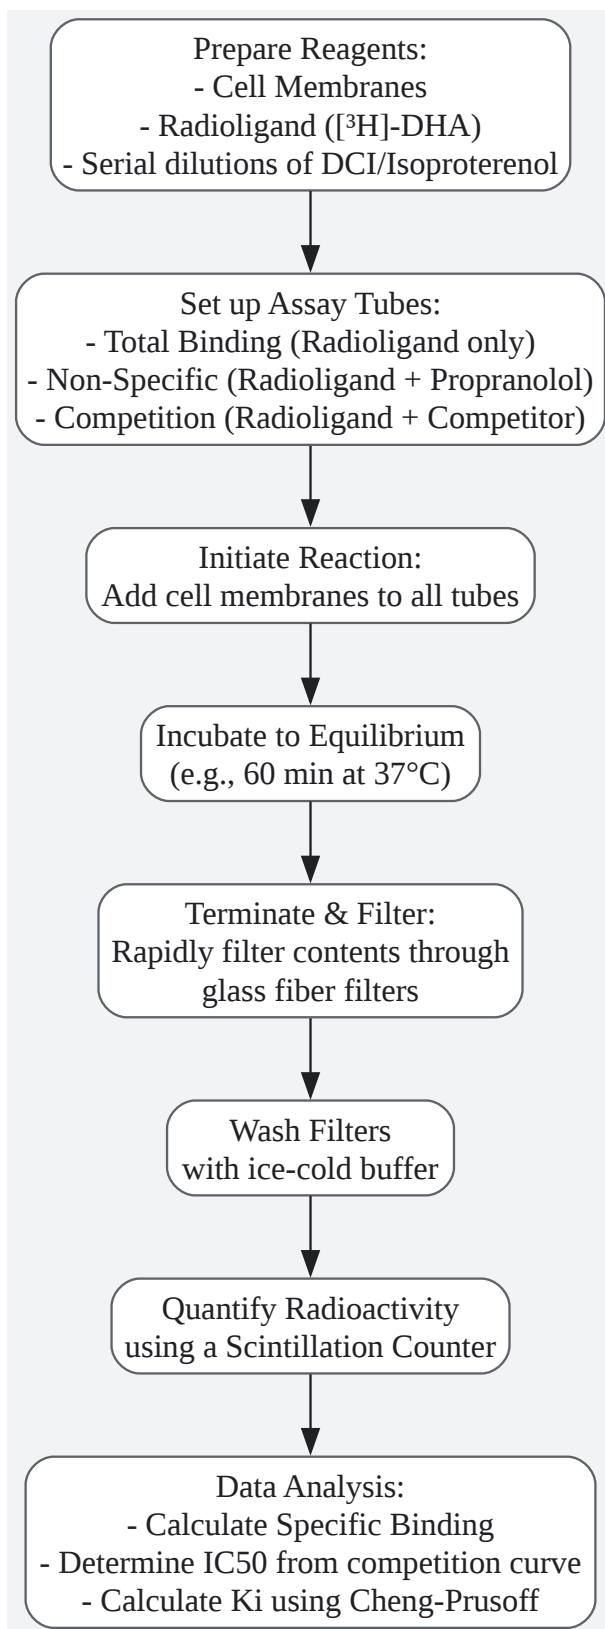 Prepare Reagents:
- Cell Membranes
- Radioligand ([³H]-DHA)
- Serial dilutions of DCI/Isoproterenol
Set up Assay Tubes:
- Total Binding (Radioligand only)
- Non-Specific (Radioligand + Propranolol)
- Competition (Radioligand + Competitor)
Initiate Reaction:
Add cell membranes to all tubes
Incubate to Equilibrium
(e.g., 60 min at 37°C)
Terminate & Filter:
Rapidly filter contents through
glass fiber filters
Wash Filters
with ice-cold buffer
Quantify Radioactivity
using a Scintillation Counter
Data Analysis:
- Calculate Specific Binding
- Determine IC50 from competition curve
- Calculate Ki using Cheng-Prusoff